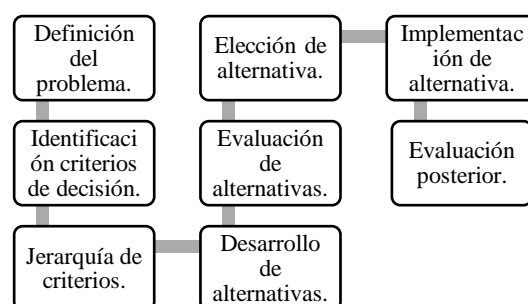 Definición
del
problema.
Identificaci
ón criterios
de decisión.
Jerarquía de
criterios.
Desarrollo
de
alternativas.
Evaluación
de
alternativas.
Elección de
alternativa.
Implementac
ión de
alternativa.
Evaluación
posterior.